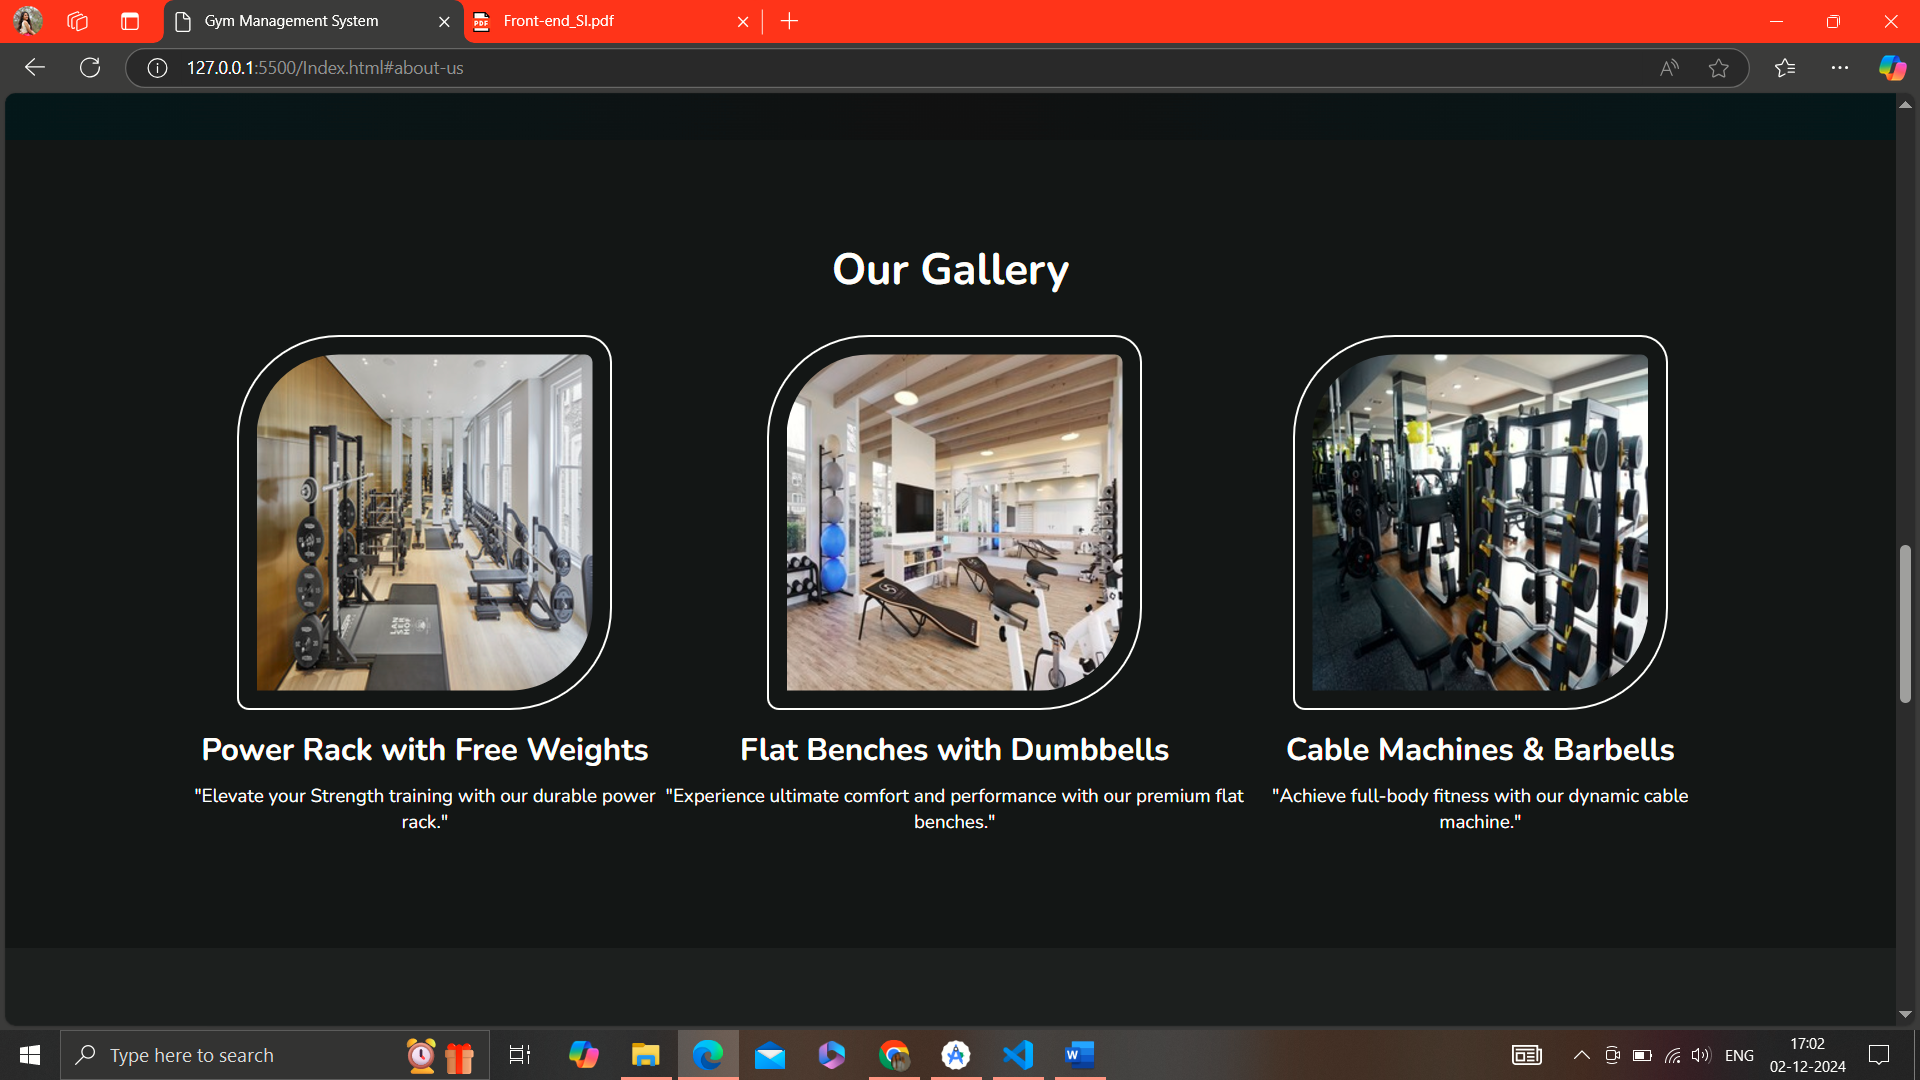 Gym Management System
Front-end_SI.pdf
127.0.0.1:5500/Index.html#about-us
Our Gallery
Power Rack with Free Weights
"Elevate your Strength training with our durable power
rack."
Flat Benches with Dumbbells
"Experience ultimate comfort and performance with our premium flat
benches."
Cable Machines & Barbells
"Achieve full-body fitness with our dynamic cable
machine."
Type here to search
ENG
17:02
02-12-2024